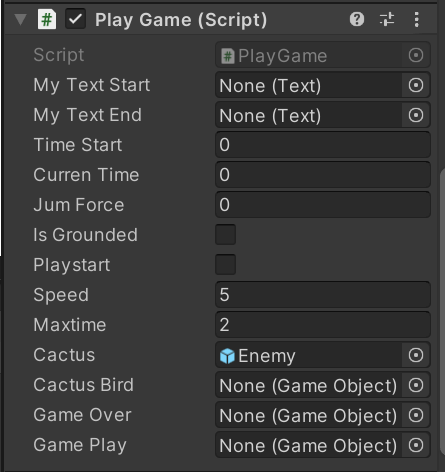 # Play Game (Script)
Script #PlayGame
My Text Start None (Text)
My Text End None (Text)
Time Start 0
Curren Time 0
Jum Force 0
Is Grounded
Playstart
Speed 5
Maxtime 2
Cactus Enemy
Cactus Bird None (Game Object)
Game Over None (Game Object)
Game Play None (Game Object)